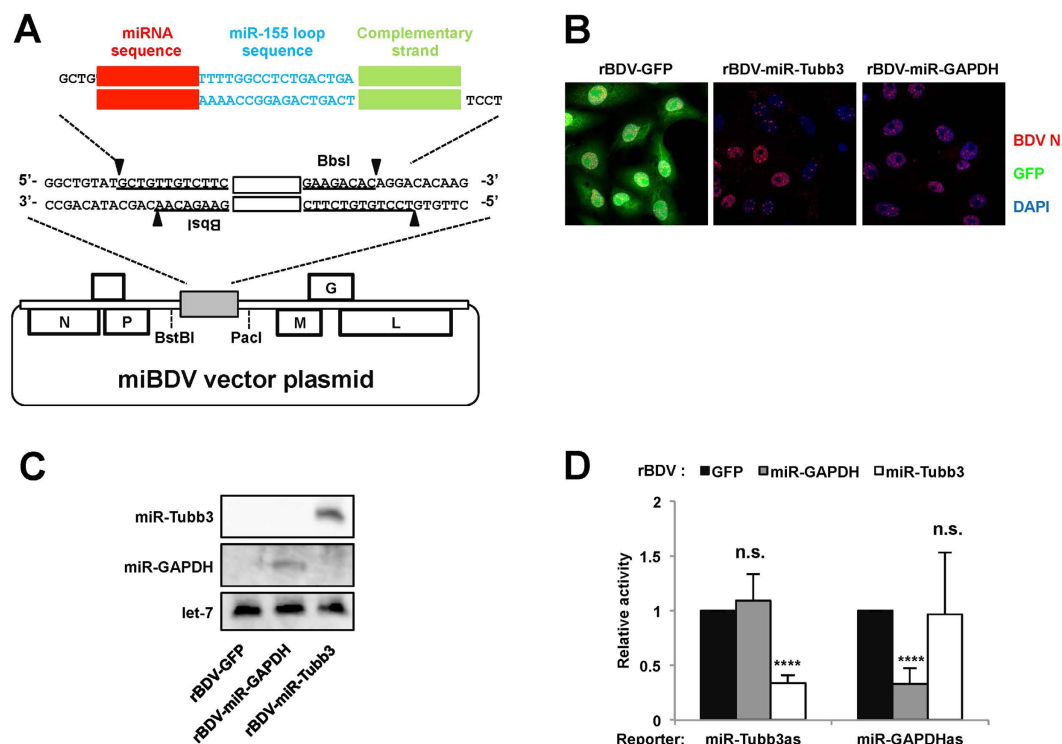 A
miRNA sequence
miR-155 loop sequence
Complementary strand
GCTG
TTTTGGCCTCTGACTGA
AAAACCGGAGACTGACT
TCCT
BbsI
5'- GGCTGTATGCTGTTGTCTTC GAAGACACAGGACACAAG -3'
3'- CCGACATACGACAACAGAAG CTTCTGTGTCCTGTGTTC -5'
BbsI
G
N
P
BstBI
PacI
M
L
miBDV vector plasmid
B
rBDV-GFP
rBDV-miR-Tubb3
rBDV-miR-GAPDH
BDV N
GFP
DAPI
C
miR-Tubb3
miR-GAPDH
let-7
rBDV-GFP
rBDV-miR-GAPDH
rBDV-miR-Tubb3
D
rBDV : GFP miR-GAPDH miR-Tubb3
Relative activity
2
1.5
1
0.5
0
n.s.
****
****
n.s.
Reporter: miR-Tubb3as miR-GAPDHas